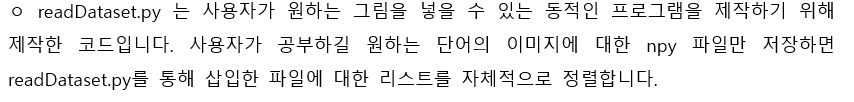 ㅇ readDataset.py 는 사용자가 원하는 그림을 넣을 수 있는 동적인 프로그램을 제작하기 위해
제작한 코드입니다. 사용자가 공부하길 원하는 단어의 이미지에 대한 npy 파일만 저장하면
readDataset.py를 통해 삽입한 파일에 대한 리스트를 자체적으로 정렬합니다.